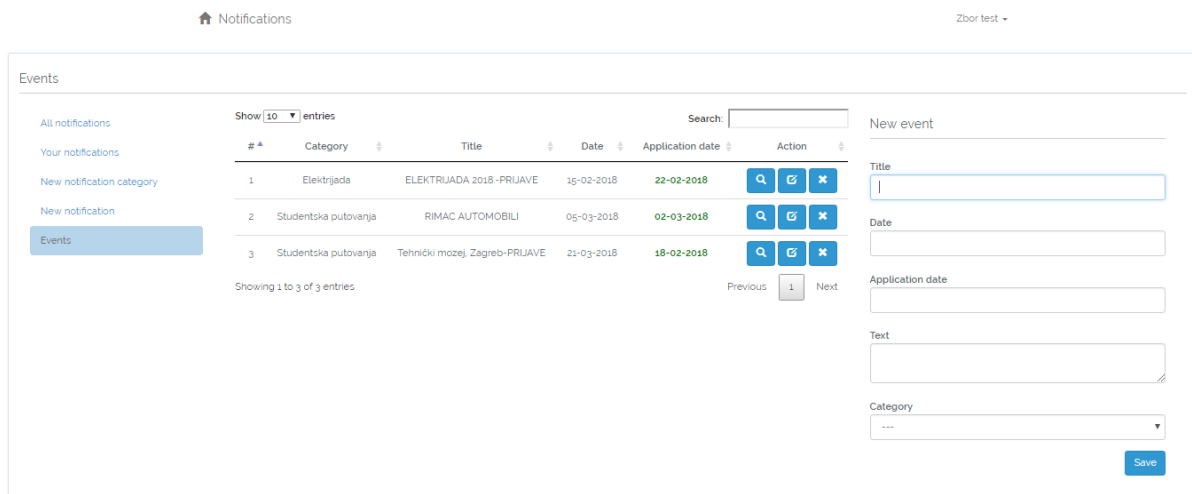 Notifications
Zbor test
Events
All notifications
Your notifications
New notification category
New notification
Events
Show 10 entries
Search:
# Category Title Date Application date Action
1 Elektrijada ELEKTRIJADA 2018.-PRIJAVE 15-02-2018 22-02-2018
2 Studentska putovanja RIMAC AUTOMOBILI 05-03-2018 02-03-2018
3 Studentska putovanja Tehnički mozej, Zagreb-PRIJAVE 21-03-2018 18-02-2018
Showing 1 to 3 of 3 entries
Previous 1 Next
New event
Title
Date
Application date
Text
Category
---
Save